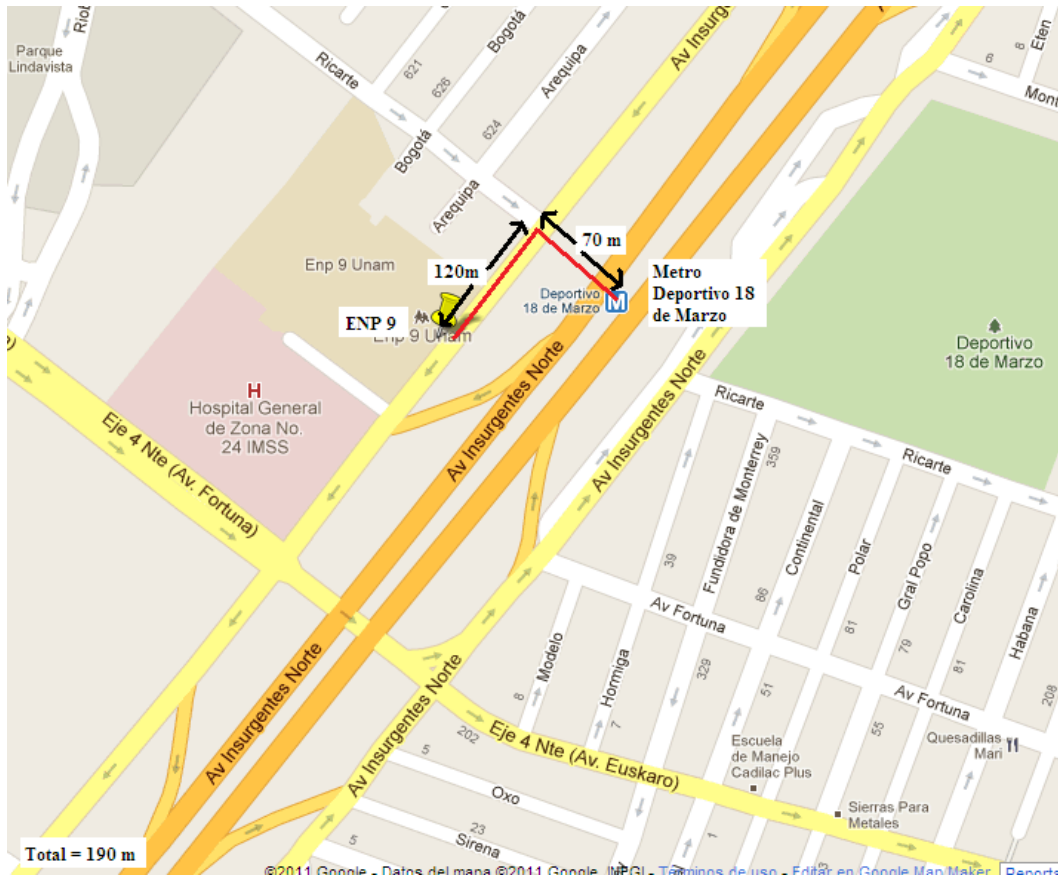 Parque
Lindavista
Riob
Ricarte
621
Bogotá
626
Arequipa
624
Bogotá
Arequipa
Av Insurg
6
8
Eten
Mont
Enp 9 Unam
120m
70 m
Metro
Deportivo 18
de Marzo
Deportivo
18 de Marzo
M
ENP 9
Enp 9 Unam
Deportivo
18 de Marzo
H
Hospital General
de Zona No.
24 IMSS
e)
Eje 4 Nte (Av. Fortuna)
Av Insurgentes Norte
Av Insurgentes Norte
Ricarte
Ricarte
Fundidora de Monterrey
359
Continental
Polar
Gral Popo
Carolina
Habana
39
86
81
79
81
208
Av Fortuna
Av Fortuna
Modelo
8
Hormiga
7
329
51
55
Av Insurgentes Norte
Av Insurgentes Norte
202
Eje 4 Nte (Av. Euskaro)
Escuela
de Manejo
Cadilac Plus
Quesadillas
Mari
Sierras Para
Metales
5
Oxo
23
Sirena
5
1
3
Total = 190 m
©2011 Google - Datos del mapa ©2011 Google, INEGI - Términos de uso - Editar en Google Map Maker
Reporta